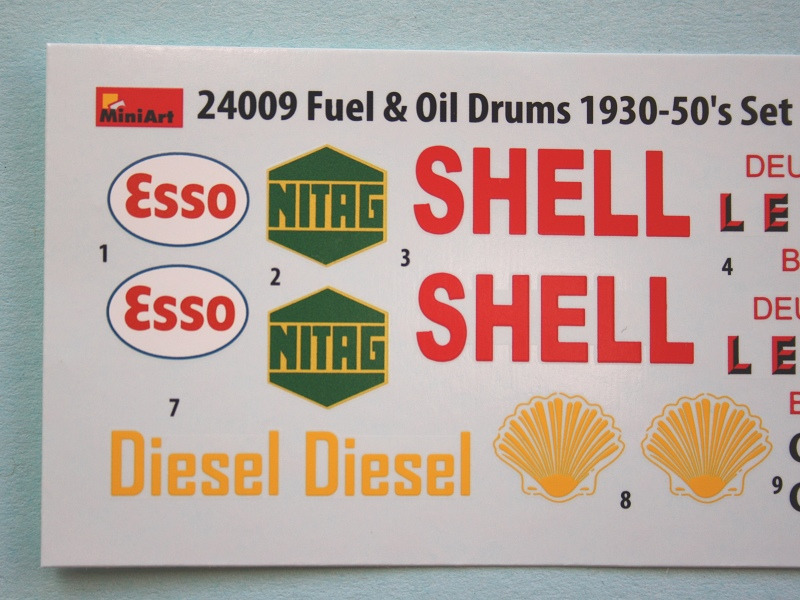 MiniArt 24009 Fuel & Oil Drums 1930-50's Set
Esso NITAG SHELL DEU
L E
1 2 3 4 B
Esso NITAG SHELL DEU
L E
7 B
Diesel Diesel
8 9